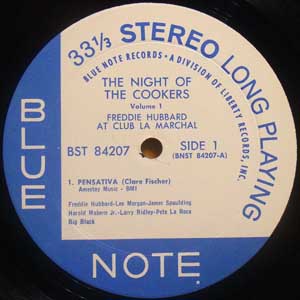 33⅓ STEREO LONG PLAYING
BLUE NOTE RECORDS • A DIVISION OF LIBERTY RECORDS, INC.
THE NIGHT OF
THE COOKERS
Volume 1
FREDDIE HUBBARD
AT CLUB LA MARCHAL
BST 84207
SIDE 1
(BNST 84207-A)
1. PENSATIVA (Clare Fischer)
Amestoy Music - BMI
Freddie Hubbard-Lee Morgan-James Spaulding
Harold Mabern Jr.-Larry Ridley-Pete La Roca
Big Black
BLUE
NOTE